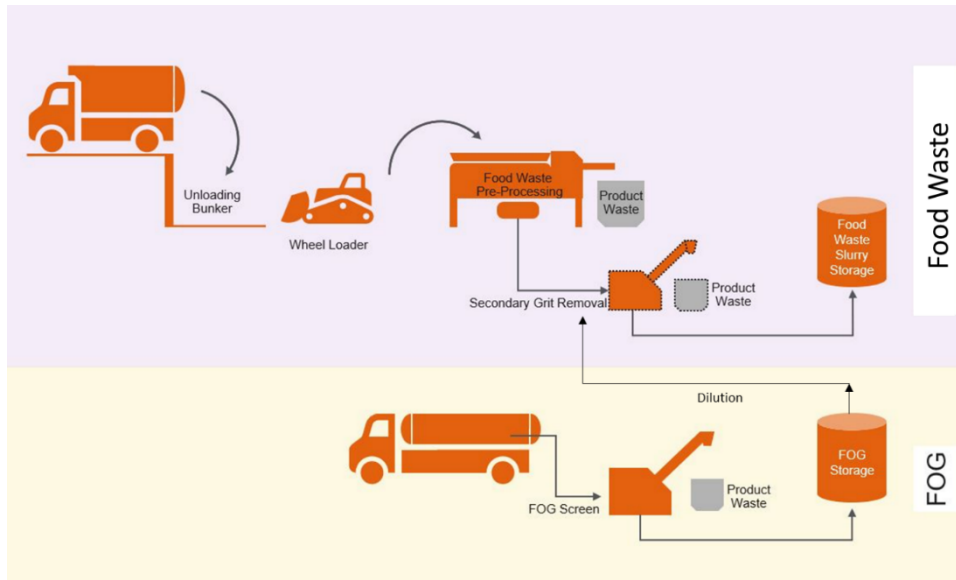 Unloading
Bunker
Wheel Loader
Food Waste
Pre-Processing
Product
Waste
Secondary Grit Removal
Product
Waste
Food
Waste
Slurry
Storage
Food Waste
Dilution
FOG Screen
Product
Waste
FOG
Storage
FOG